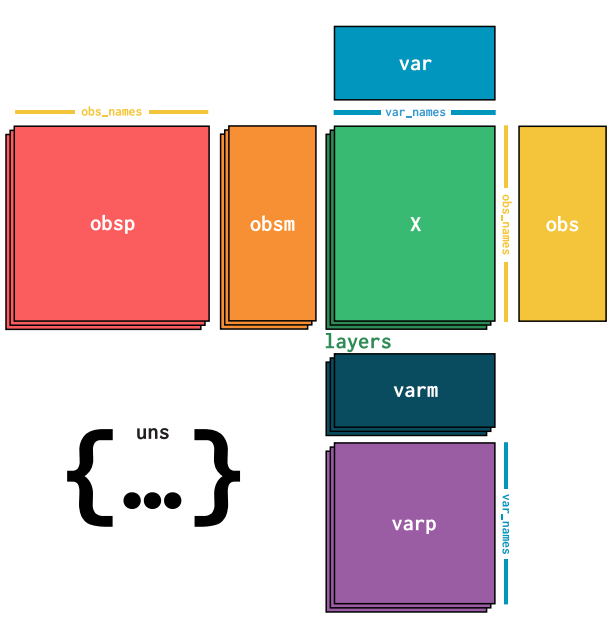 var
obs_names
var_names
obsp
obsm
X
obs_names
obs
layers
varm
uns
{...}
varp
var_names